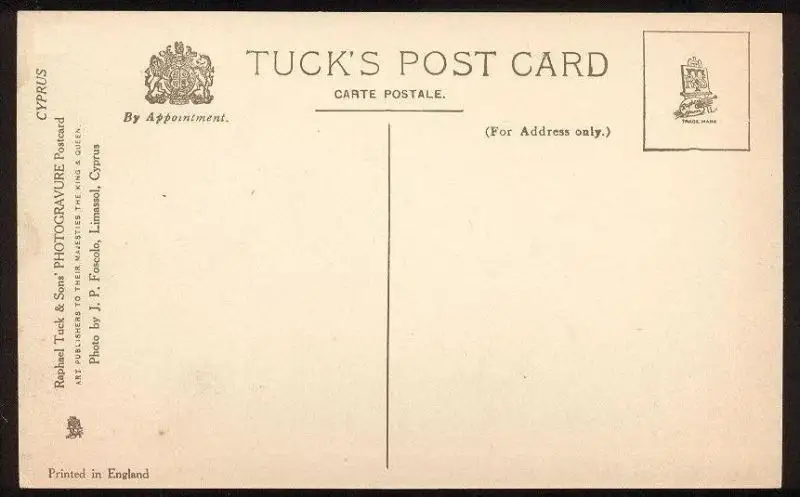 TUCK'S POST CARD
CARTE POSTALE.
By Appointment.
(For Address only.)
TRADE MARK
CYPRUS
Raphael Tuck & Sons' PHOTOGRAVURE Postcard
ART PUBLISHERS TO THEIR MAJESTIES THE KING & QUEEN.
Photo by J. P. Foscolo, Limassol, Cyprus
Printed in England